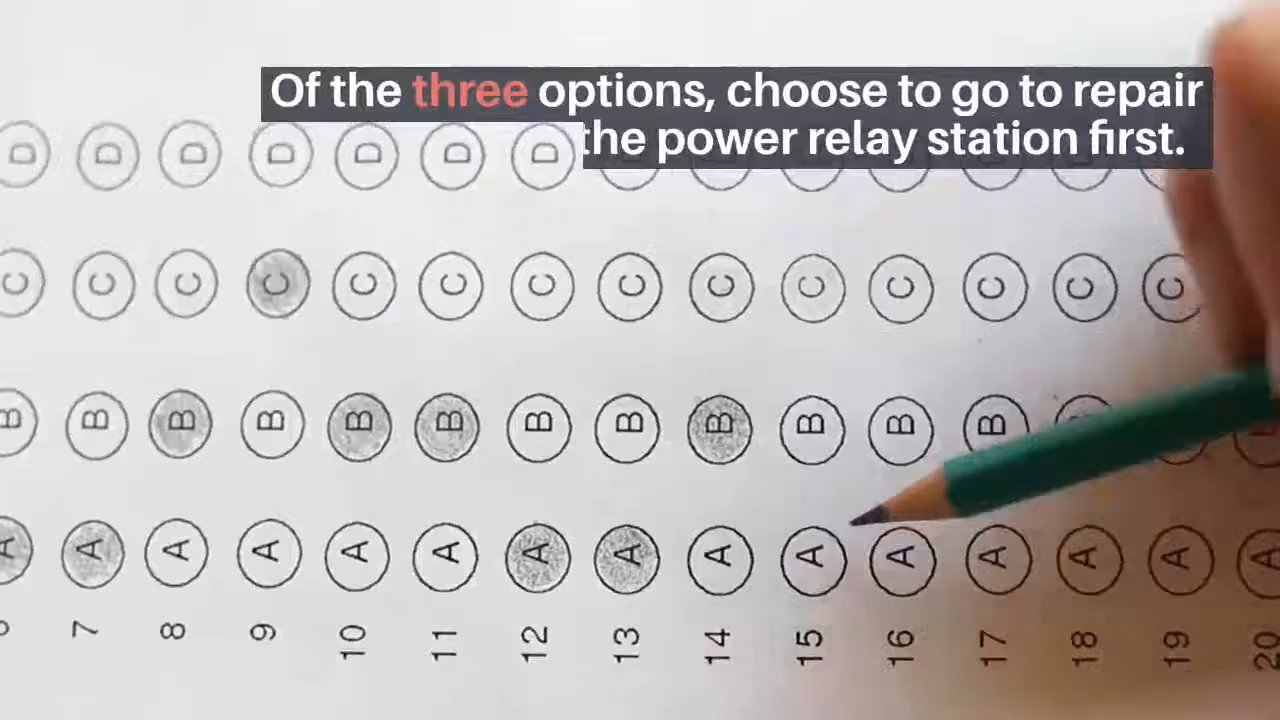 Of the three options, choose to go to repair
the power relay station first.
D D D D D D D
C C C C C C C C C C C C C C
B B B B B B B B B B B B
A A A A A A A A A A A A A A A
7 8 9 10 11 12 13 14 15 16 17 18 19 20